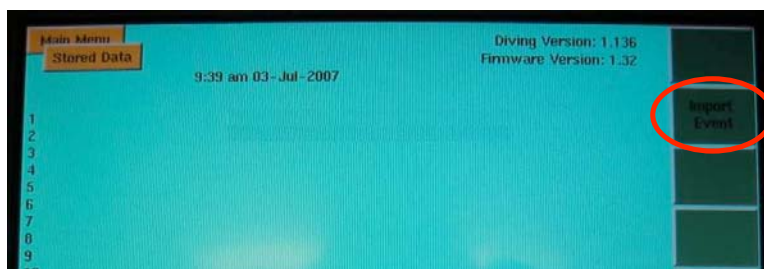 Main Menu
Stored Data
Diving Version: 1.136
Firmware Version: 1.32
9:39 am 03-Jul-2007
Import
Event
1
2
3
4
5
6
7
8
9